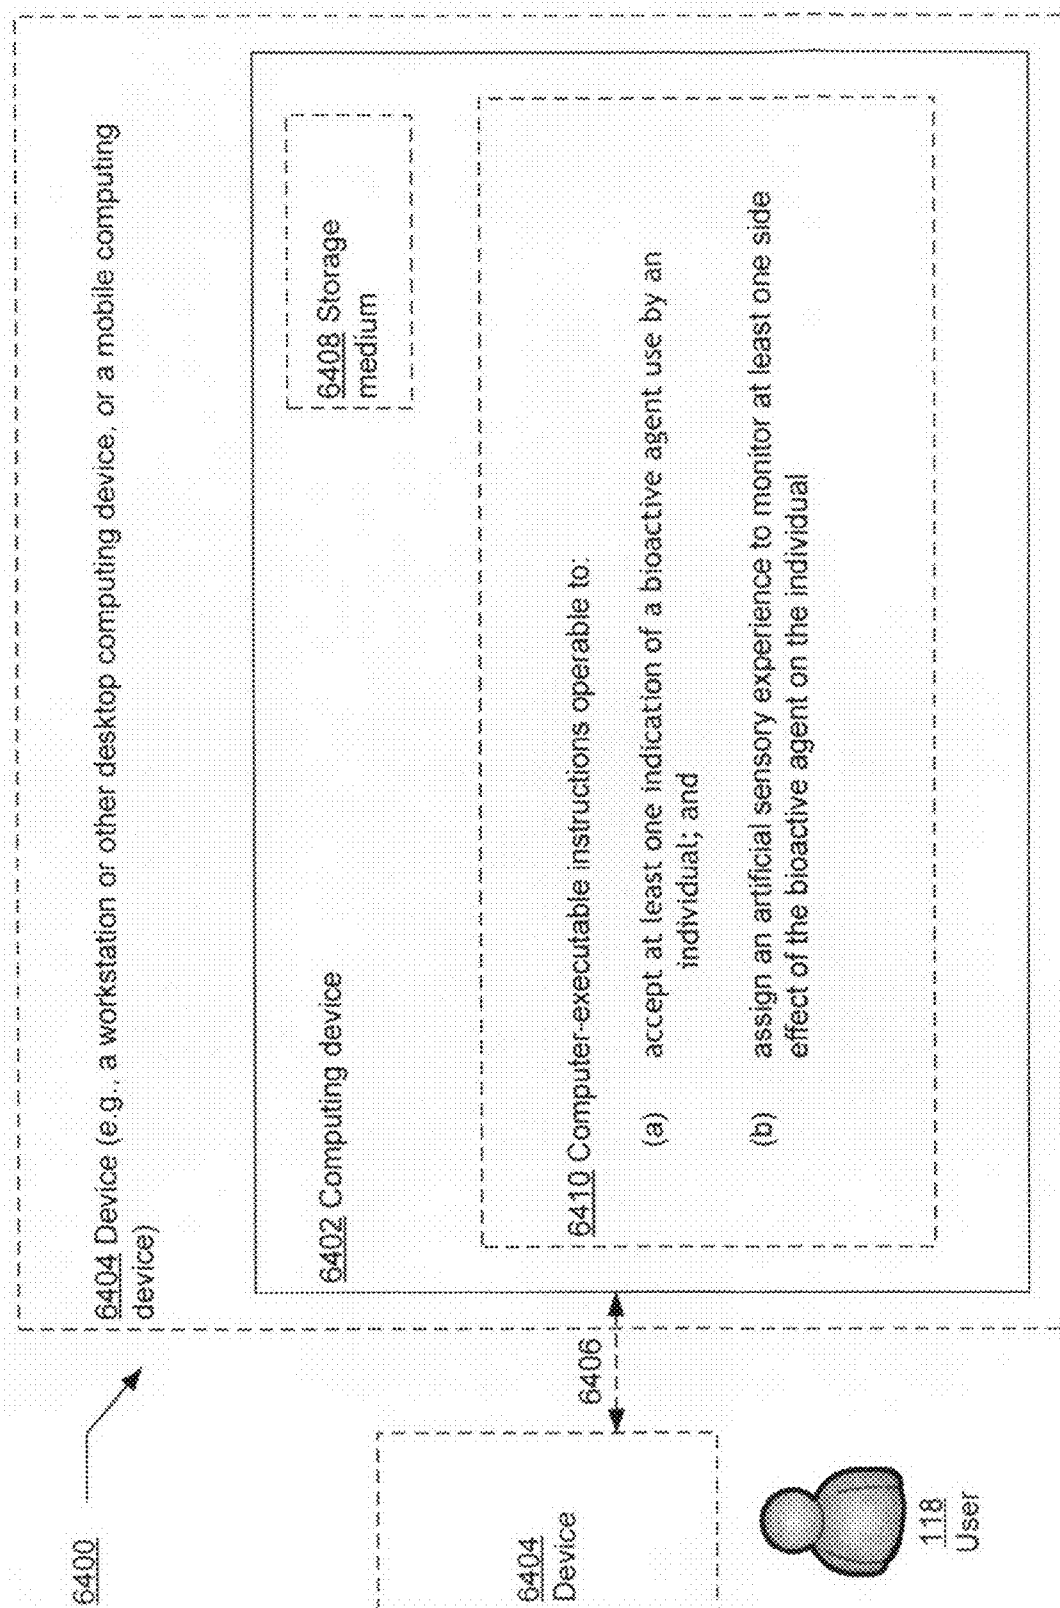 6400
6404 Device (e.g., a workstation or other desktop computing device, or a mobile computing
device)
6402 Computing device
6408 Storage
medium
6410 Computer-executable instructions operable to:
(a) accept at least one indication of a bioactive agent use by an
individual; and
(b) assign an artificial sensory experience to monitor at least one side
effect of the bioactive agent on the individual
6406
6404
Device
118
User